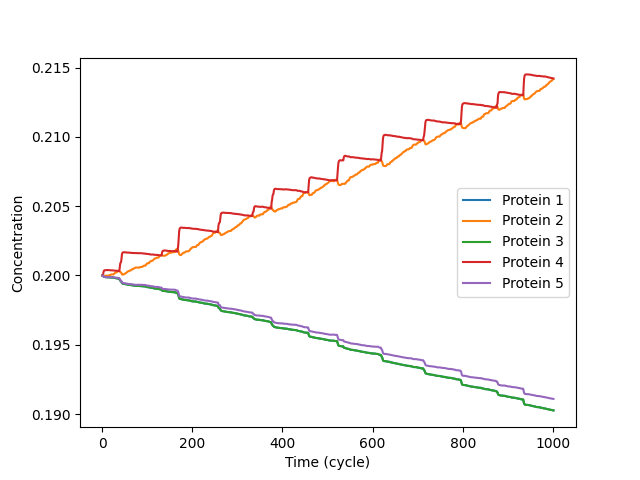 0.215
0.210
0.205
0.200
0.195
0.190
Concentration
Protein 1
Protein 2
Protein 3
Protein 4
Protein 5
0
200
400
600
800
1000
Time (cycle)